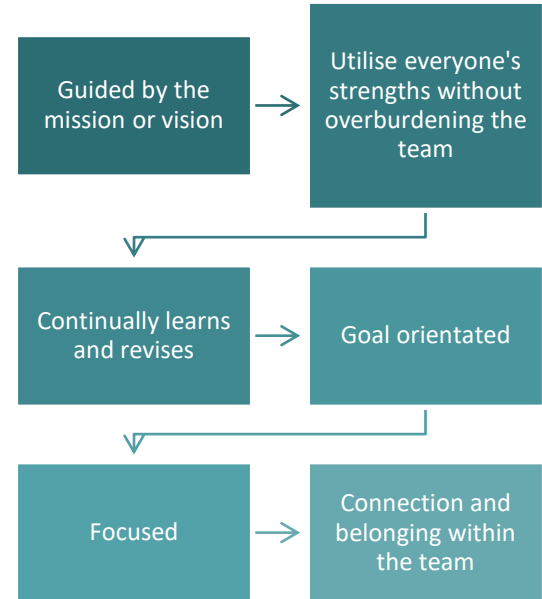 Guided by the
mission or vision
Utilise everyone's
strengths without
overburdening the
team
Continually learns
and revises
Goal orientated
Focused
Connection and
belonging within
the team